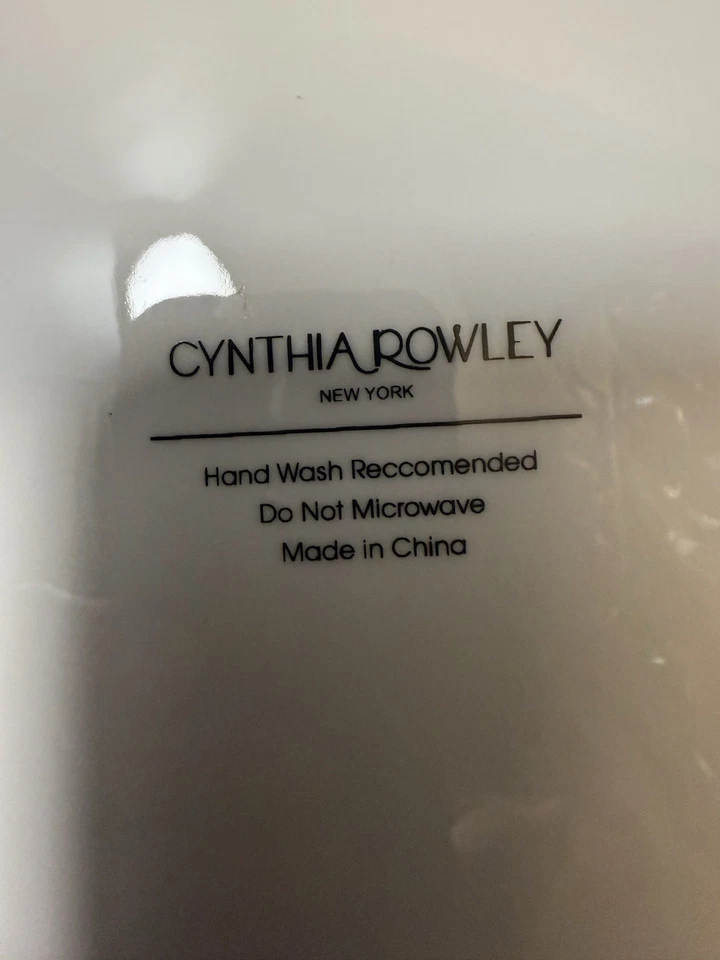 CYNTHIA ROWLEY
NEW YORK
Hand Wash Reccomended
Do Not Microwave
Made in China